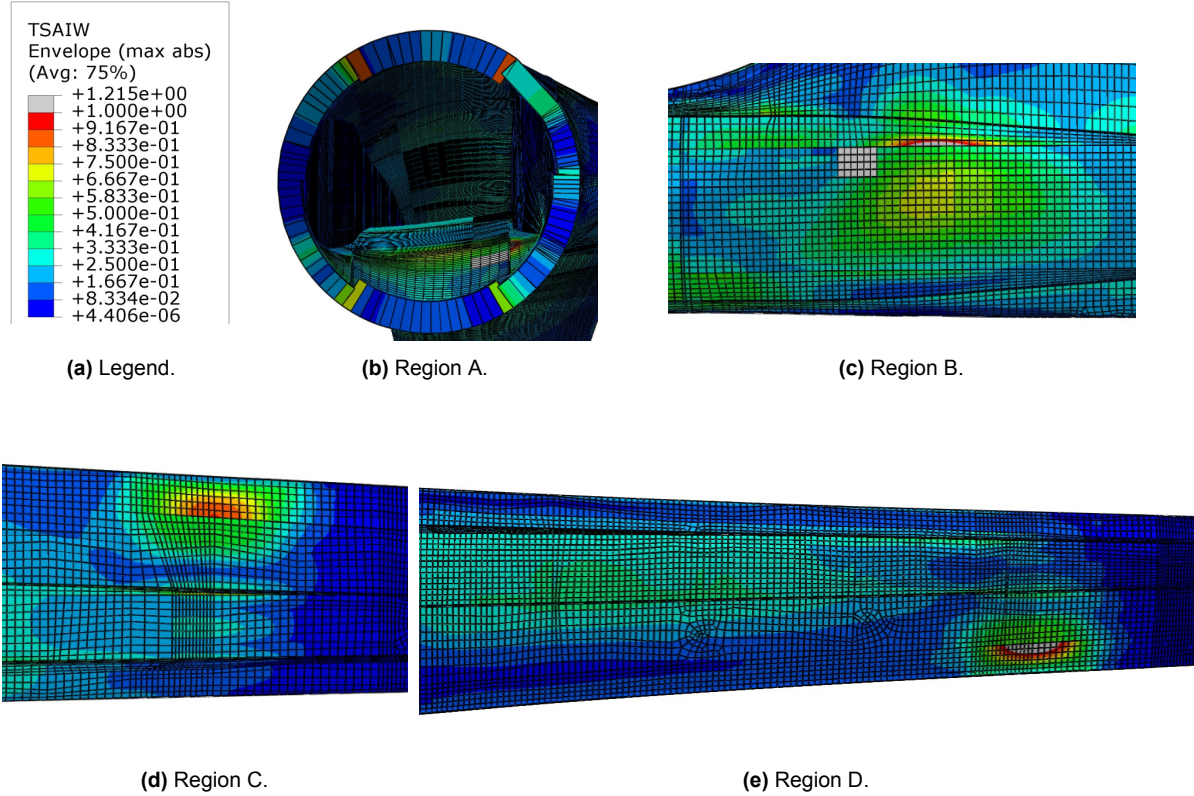 TSAIW
Envelope (max abs)
(Avg: 75%)
+1.215e+00
+1.000e+00
+9.167e-01
+8.333e-01
+7.500e-01
+6.667e-01
+5.833e-01
+5.000e-01
+4.167e-01
+3.333e-01
+2.500e-01
+1.667e-01
+8.334e-02
+4.406e-06
(a) Legend.
(b) Region A.
(c) Region B.
(d) Region C.
(e) Region D.